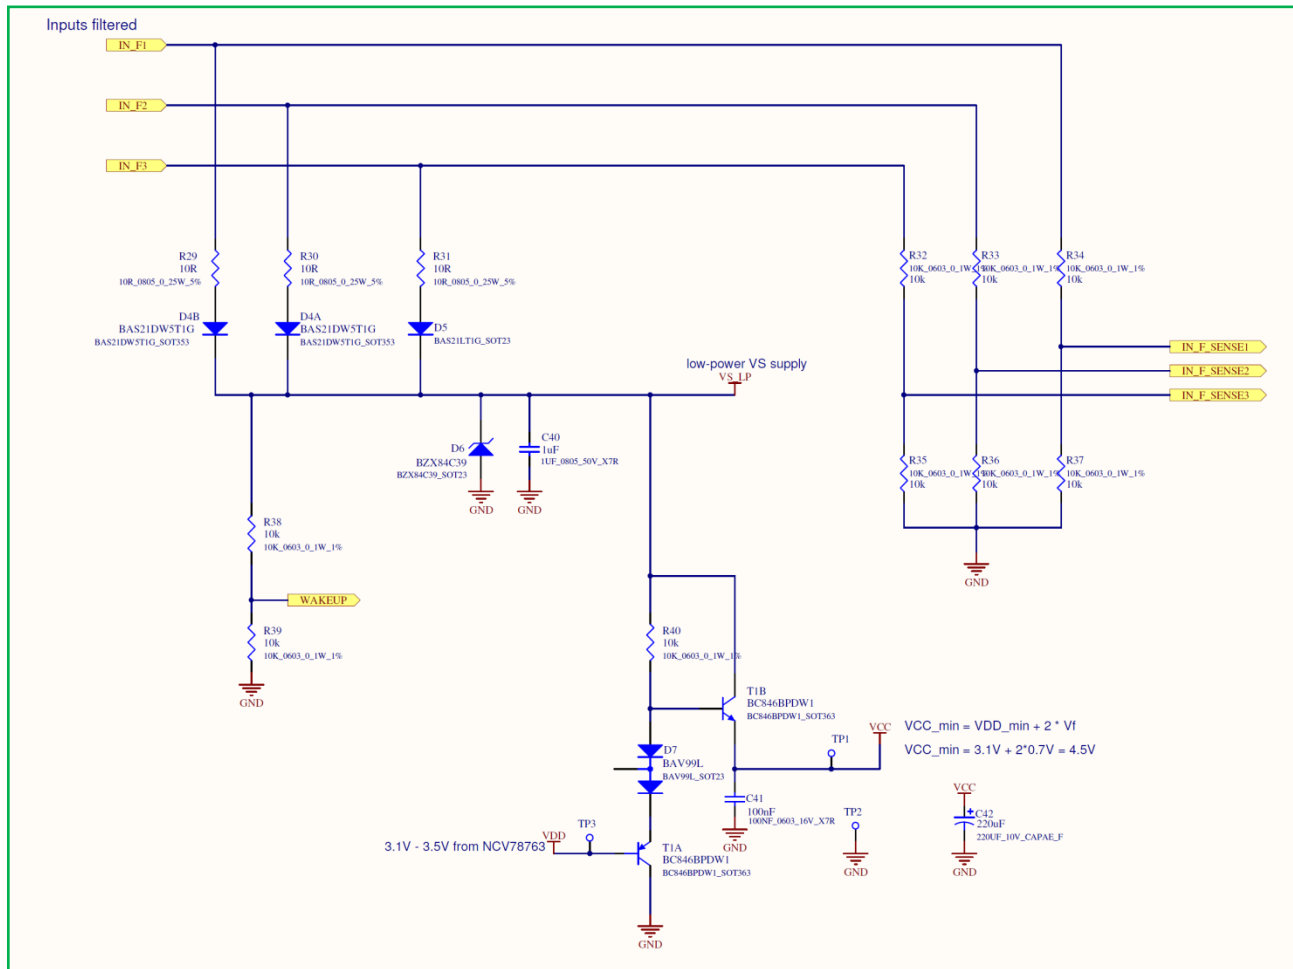 Inputs filtered
IN_F1
IN_F2
IN_F3
R29
10R
10R_0805_0_25W_5%
R30
10R
10R_0805_0_25W_5%
R31
10R
10R_0805_0_25W_5%
R32
10K_0603_0_1W_1%
10k
R33
10K_0603_0_1W_1%
10k
R34
10K_0603_0_1W_1%
10k
D4B
BAS21DW5T1G
BAS21DW5T1G_SOT353
D4A
BAS21DW5T1G
BAS21DW5T1G_SOT353
D5
BAS21LT1G_SOT23
IN_F_SENSE1
IN_F_SENSE2
IN_F_SENSE3
low-power VS supply
VS_LP
D6
BZX84C39
BZX84C39_SOT23
GND
C40
1uF
1UF_0805_50V_X7R
GND
R35
10K_0603_0_1W_1%
10k
R36
10K_0603_0_1W_1%
10k
R37
10K_0603_0_1W_1%
10k
GND
R38
10k
10K_0603_0_1W_1%
WAKEUP
R39
10k
10K_0603_0_1W_1%
GND
R40
10k
10K_0603_0_1W_1%
T1B
BC846BPDW1
BC846BPDW1_SOT363
D7
BAV99L
BAV99L_SOT23
TP1
VCC
VCC_min = VDD_min + 2 * Vf
VCC_min = 3.1V + 2*0.7V = 4.5V
C41
100nF
100NF_0603_16V_X7R
GND
TP2
GND
VCC
C42
220uF
220UF_10V_CAPAE_F
GND
3.1V - 3.5V from NCV78763
VDD
TP3
T1A
BC846BPDW1
BC846BPDW1_SOT363
GND